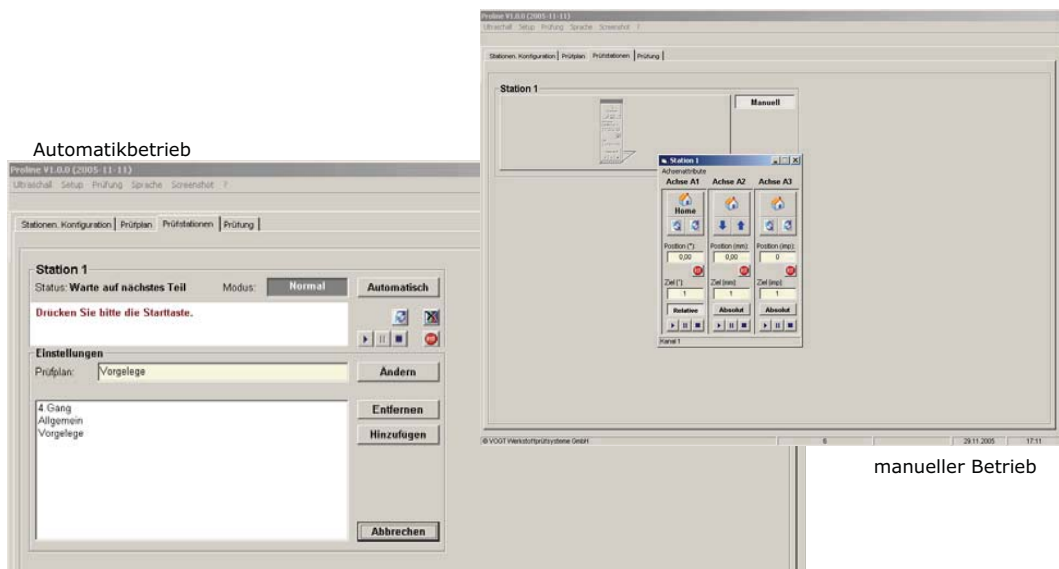 Automatikbetrieb
Proline V1.0.0 (2005-11-11)
Ultraschall Setup Prüfung Sprache Screenshot ?
Stationen. Konfiguration Prüfplan Prüfstationen Prüfung
Station 1
Status: Warte auf nächstes Teil Modus: Normal Automatisch
Drücken Sie bitte die Starttaste.
Einstellungen
Prüfplan: Vorgelege Ändern
4.Gang
Allgemein
Vorgelege
Entfernen
Hinzufügen
Abbrechen
Proline V1.0.0 (2005-11-11)
Ultraschall Setup Prüfung Sprache Screenshot ?
Stationen. Konfiguration Prüfplan Prüfstationen Prüfung
Station 1
Manuell
Station 1
Achsenattribute
Achse A1 Achse A2 Achse A3
Home
Position (°): Position (mm): Position (imp):
0,00 0,00 0
Ziel (°) Ziel (mm) Ziel (imp)
1 1 1
Relative Absolut Absolut
Kanal 1
© VOGT Werkstoffprüfsysteme GmbH 6 29.11.2005 17:11
manueller Betrieb